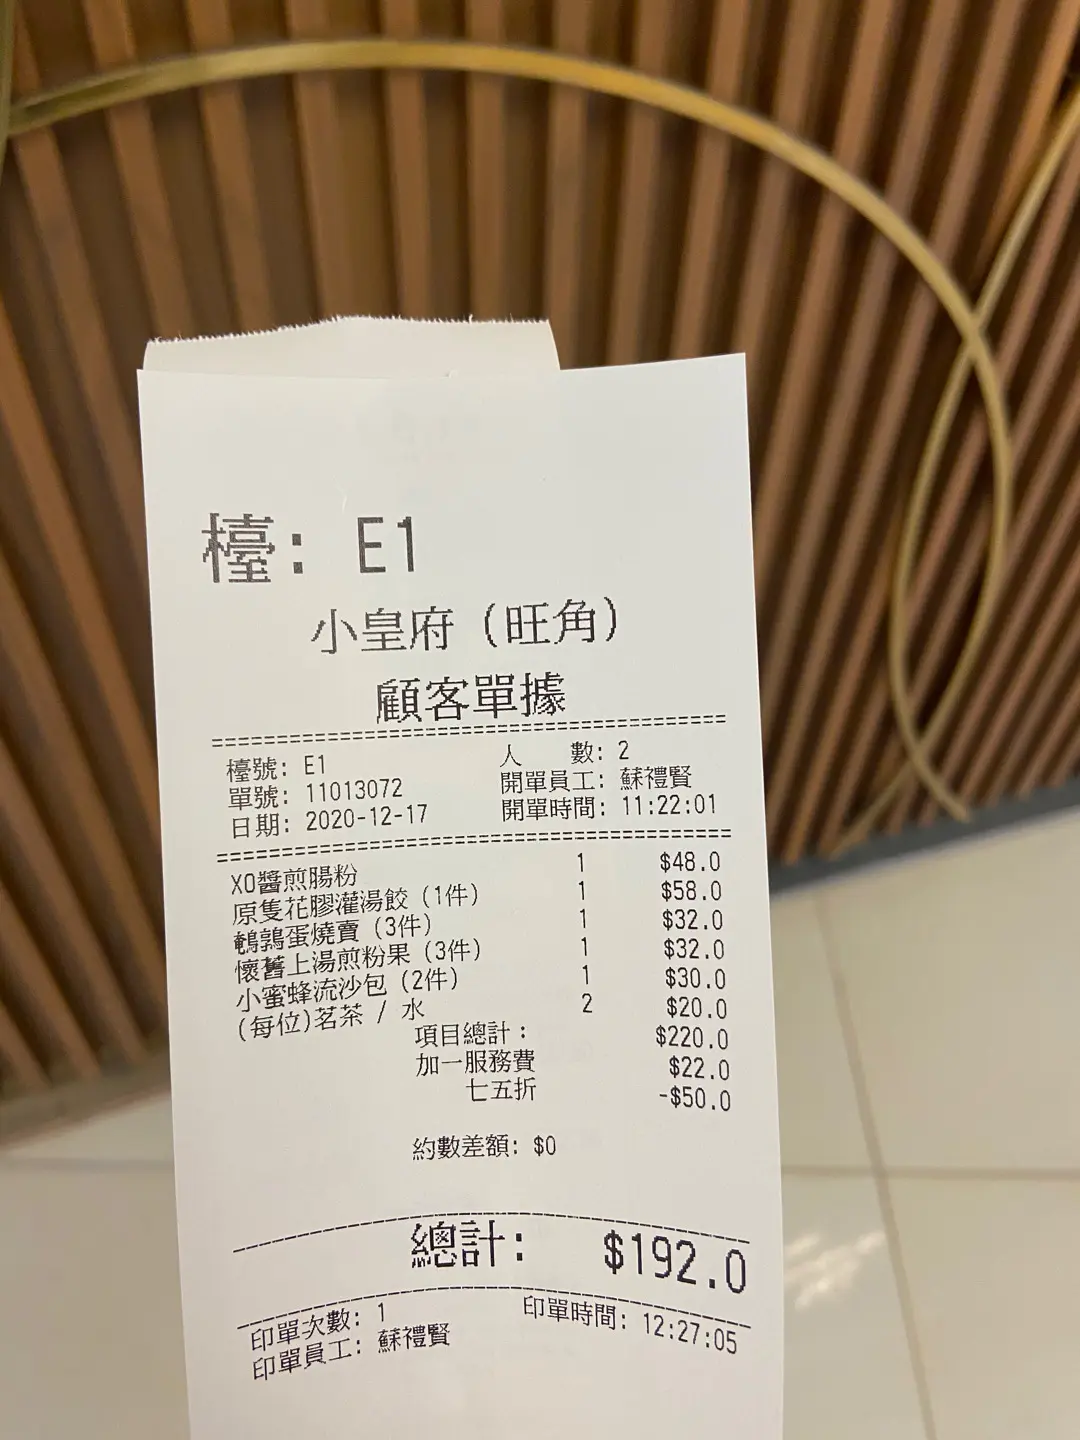 檯: E1
小皇府 (旺角)
顧客單據
檯號: E1 人 數: 2
單號: 11013072 開單員工: 蘇禮賢
日期: 2020-12-17 開單時間: 11:22:01
XO醬煎腸粉 1 $48.0
原隻花膠灌湯餃 (1件) 1 $58.0
鵪鶉蛋燒賣 (3件) 1 $32.0
懷舊上湯煎粉果 (3件) 1 $32.0
小蜜蜂流沙包 (2件) 1 $30.0
(每位)茗茶 / 水 2 $20.0
項目總計: $220.0
加一服務費 $22.0
七五折 -$50.0
約數差額: $0
總計: $192.0
印單次數: 1 印單時間: 12:27:05
印單員工: 蘇禮賢